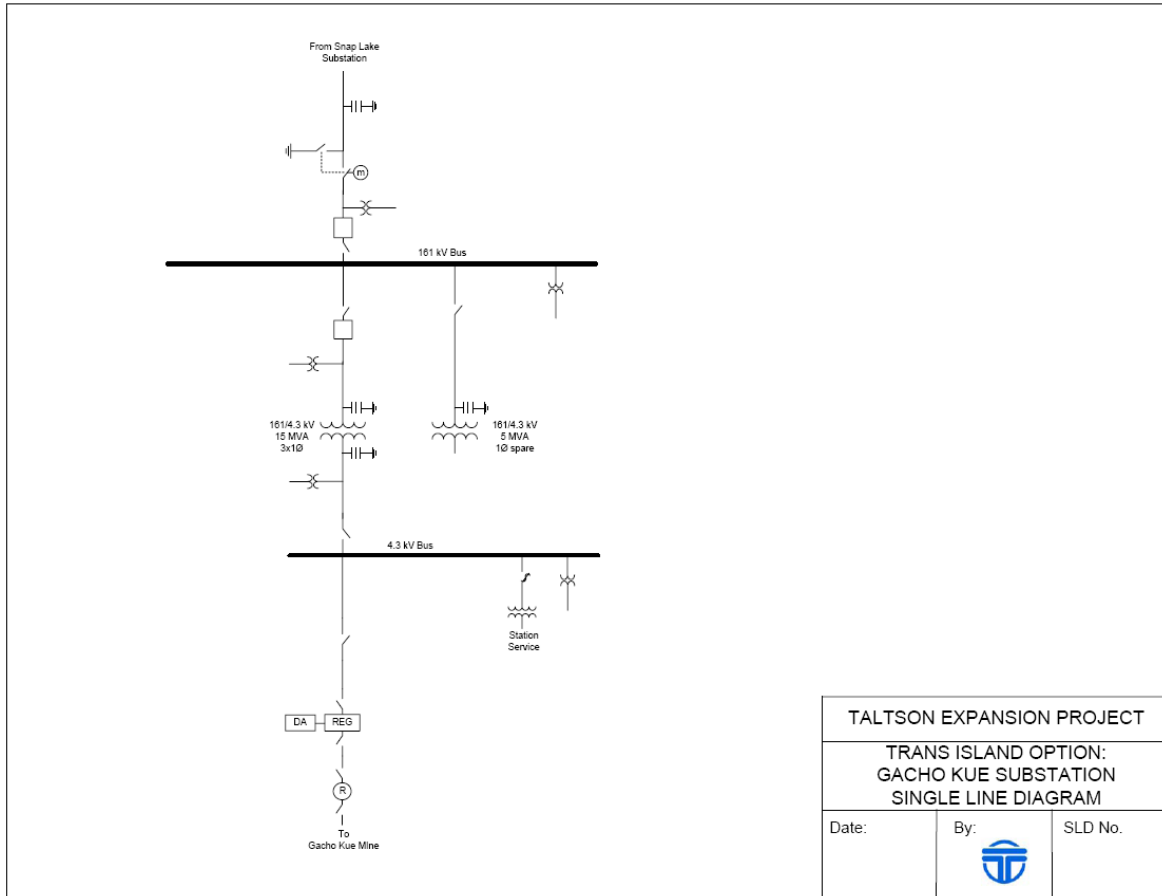 From Snap Lake
Substation
m
161 kV Bus
161/4.3 kV
15 MVA
3x1Ø
161/4.3 kV
5 MVA
1Ø spare
4.3 kV Bus
Station
Service
DA
REG
R
To
Gacho Kue Mine
TALTSON EXPANSION PROJECT
TRANS ISLAND OPTION:
GACHO KUE SUBSTATION
SINGLE LINE DIAGRAM
Date:
By:
SLD No.